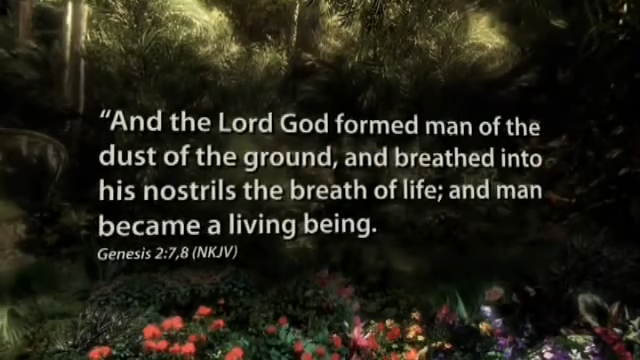 “And the Lord God formed man of the
dust of the ground, and breathed into
his nostrils the breath of life; and man
became a living being.
Genesis 2:7,8 (NKJV)